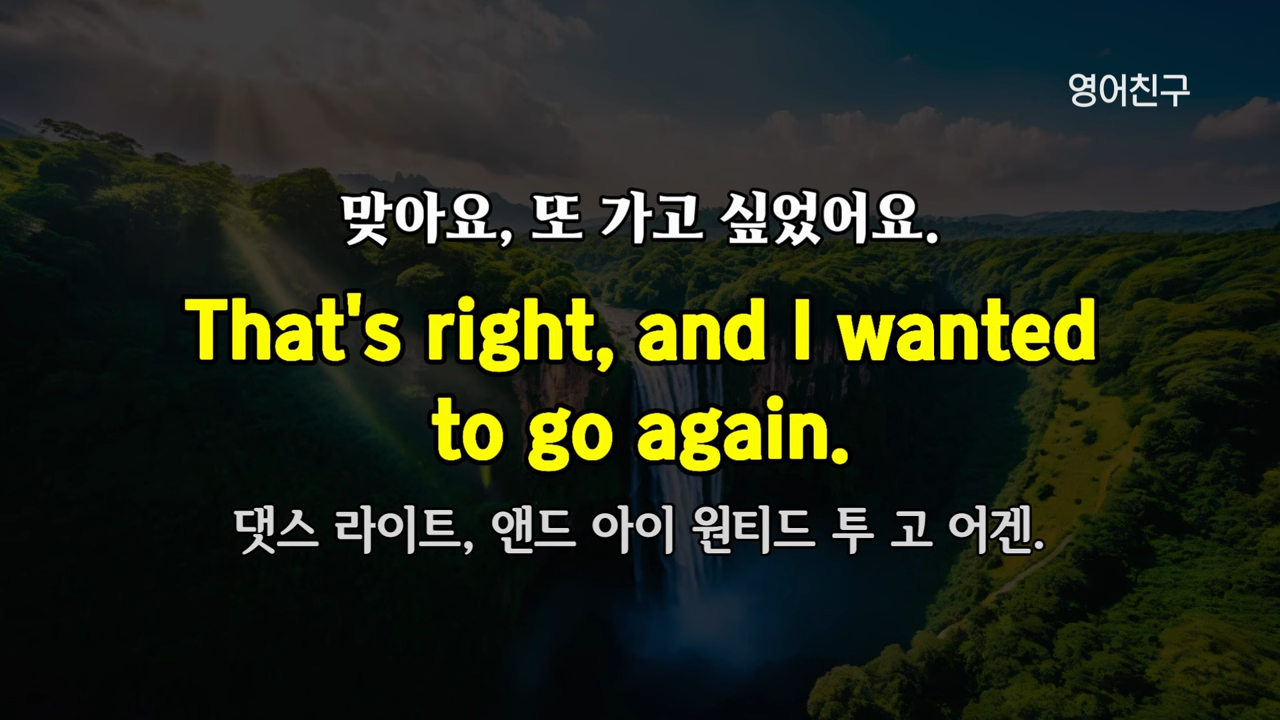 영어친구
맞아요, 또 가고 싶었어요.
That's right, and I wanted
to go again.
댓스 라이트, 앤드 아이 원티드 투 고 어겐.